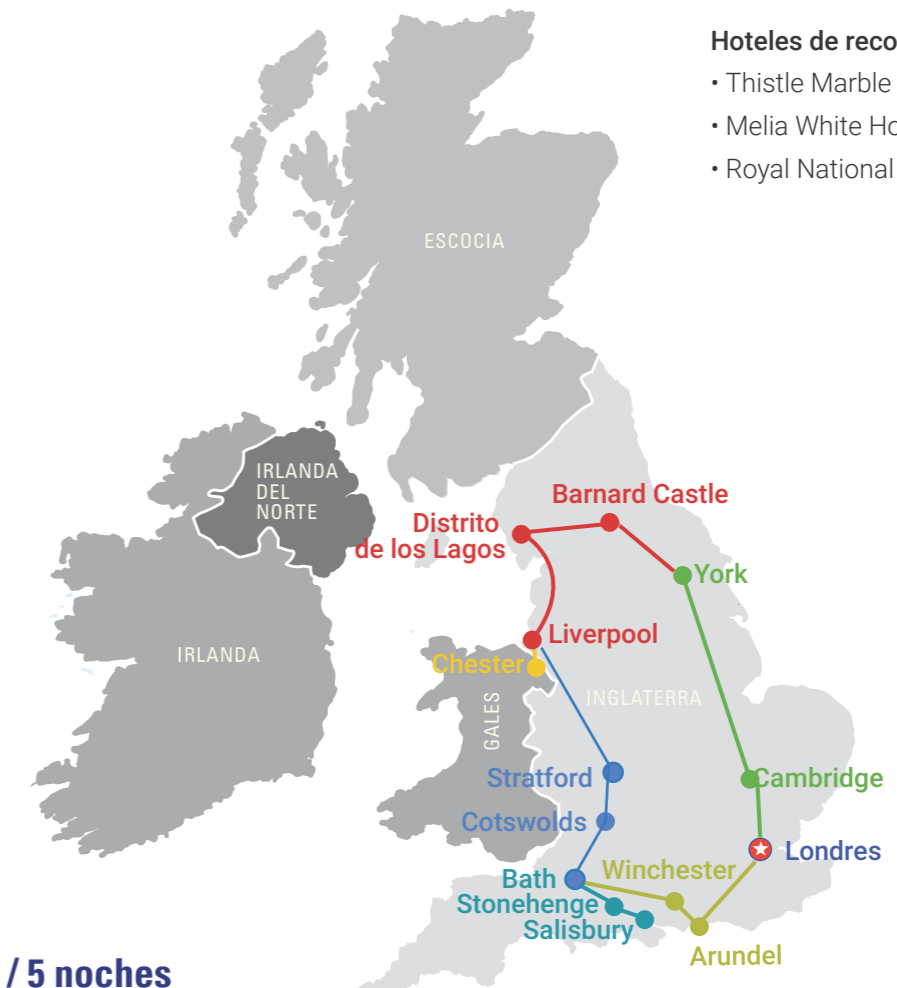 Hoteles de reco
• Thistle Marble
• Melia White Ho
• Royal National
ESCOCIA
IRLANDA
DEL
NORTE
Barnard Castle
Distrito
de los Lagos
York
Liverpool
IRLANDA
Chester
GALES
INGLATERRA
Stratford
Cambridge
Cotswolds
Londres
Winchester
Bath
Stonehenge
Salisbury
Arundel
/ 5 noches